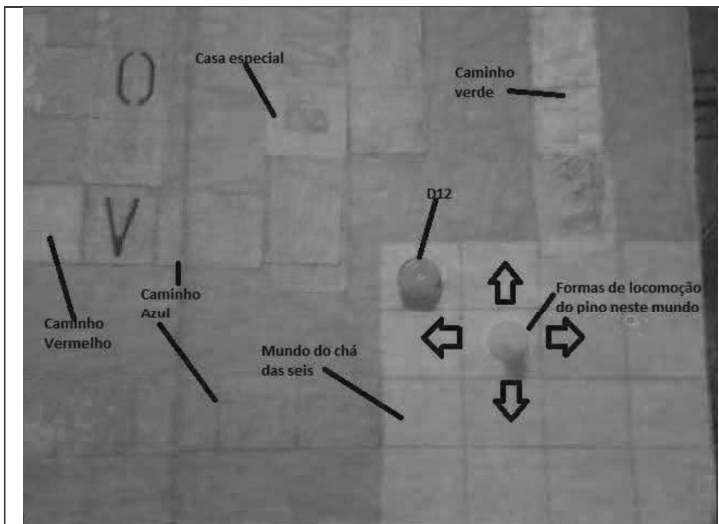 O
Casa especial
Caminho
verde
V
D12
Caminho
Azul
Caminho
Vermelho
Formas de locomoção
do pino neste mundo
Mundo do chá
das seis